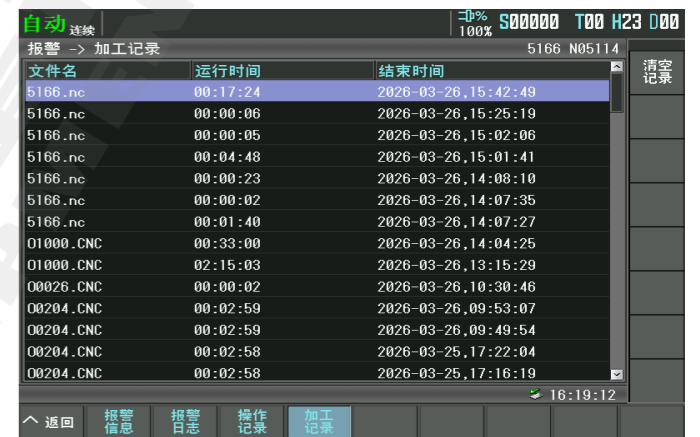 自动 连续 100% S00000 T00 H23 D00
报警 -> 加工记录 5166 N05114
文件名 运行时间 结束时间
清空记录
5166.nc 00:17:24 2026-03-26,15:42:49
5166.nc 00:00:06 2026-03-26,15:25:19
5166.nc 00:00:05 2026-03-26,15:02:06
5166.nc 00:04:48 2026-03-26,15:01:41
5166.nc 00:00:23 2026-03-26,14:08:10
5166.nc 00:00:02 2026-03-26,14:07:35
5166.nc 00:01:40 2026-03-26,14:07:27
O1000.CNC 00:33:00 2026-03-26,14:04:25
O1000.CNC 02:15:03 2026-03-26,13:15:29
O0026.CNC 00:00:02 2026-03-26,10:30:46
O0204.CNC 00:02:59 2026-03-26,09:53:07
O0204.CNC 00:02:59 2026-03-26,09:49:54
O0204.CNC 00:02:58 2026-03-25,17:22:04
O0204.CNC 00:02:58 2026-03-25,17:16:19
16:19:12
へ 返回 报警信息 报警日志 操作记录 加工记录